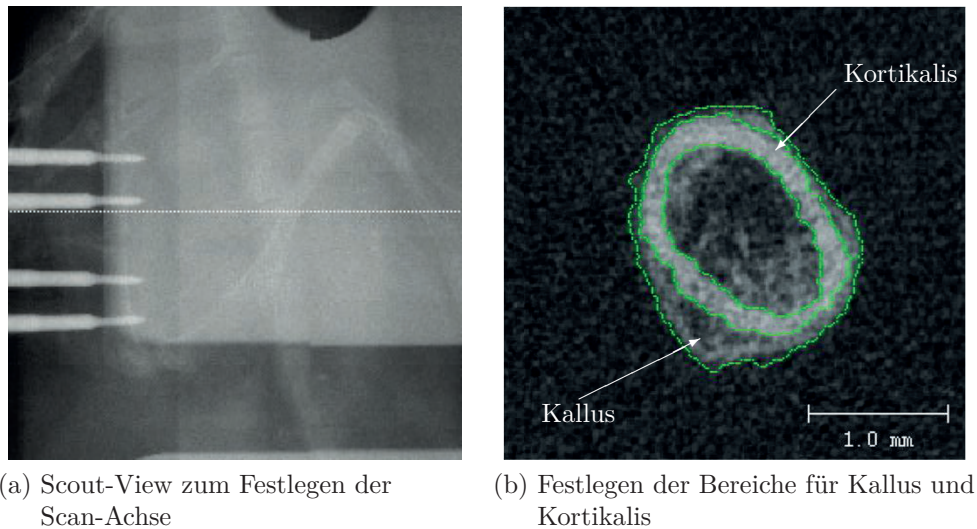 Kortikalis
Kallus
1.0 mm
(a) Scout-View zum Festlegen der
Scan-Achse
(b) Festlegen der Bereiche für Kallus und
Kortikalis